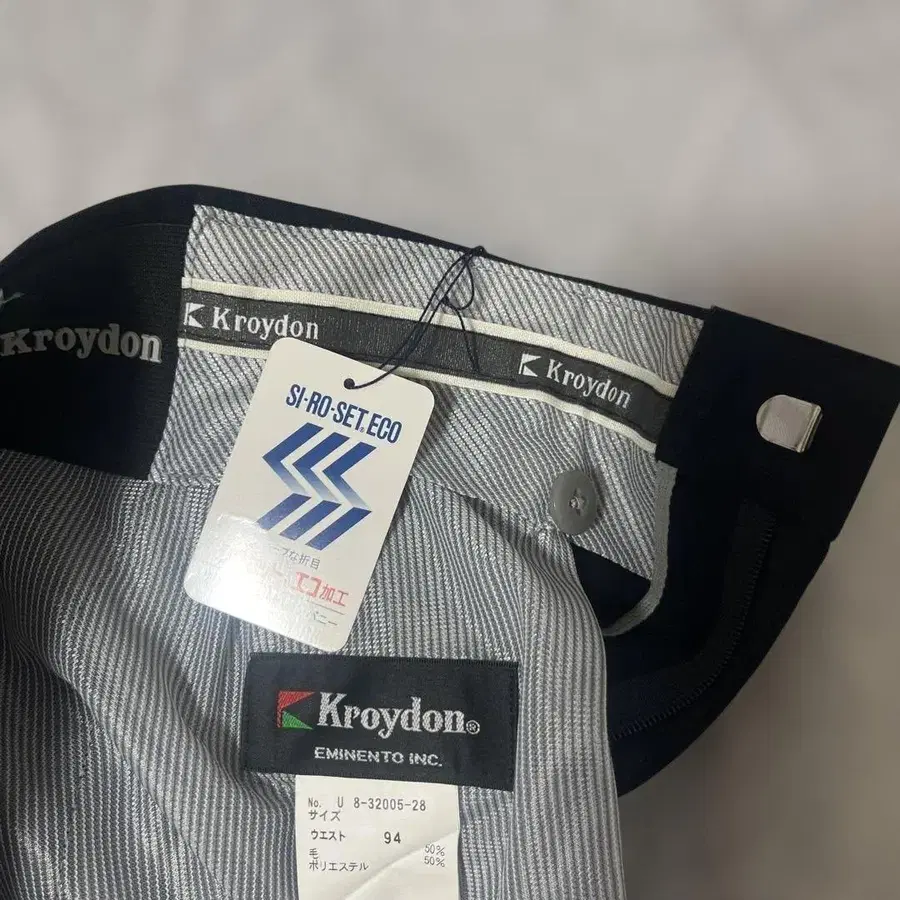 Kroydon
Kroydon
Kroydon
SI-RO-SET.ECO
な折目
エコ加工
ニー
Kroydon®
EMINENTO INC.
No. U 8-32005-28
サイズ
ウエスト 94
毛 50%
ポリエステル 50%